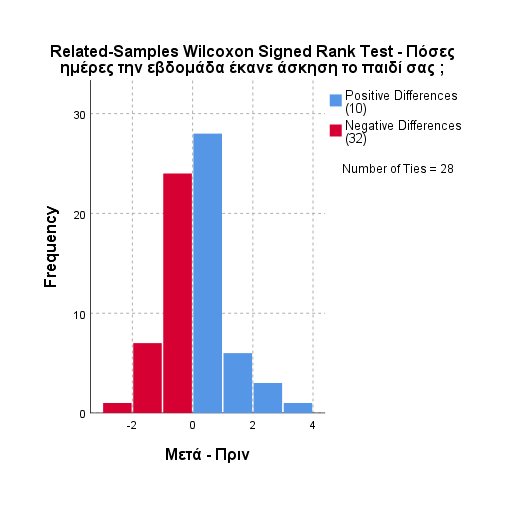 Related-Samples Wilcoxon Signed Rank Test - Πόσες
ημέρες την εβδομάδα έκανε άσκηση το παιδί σας ;
Positive Differences
(10)
Negative Differences
(32)
Number of Ties = 28
Frequency
30
20
10
0
-2
0
2
4
Μετά - Πριν